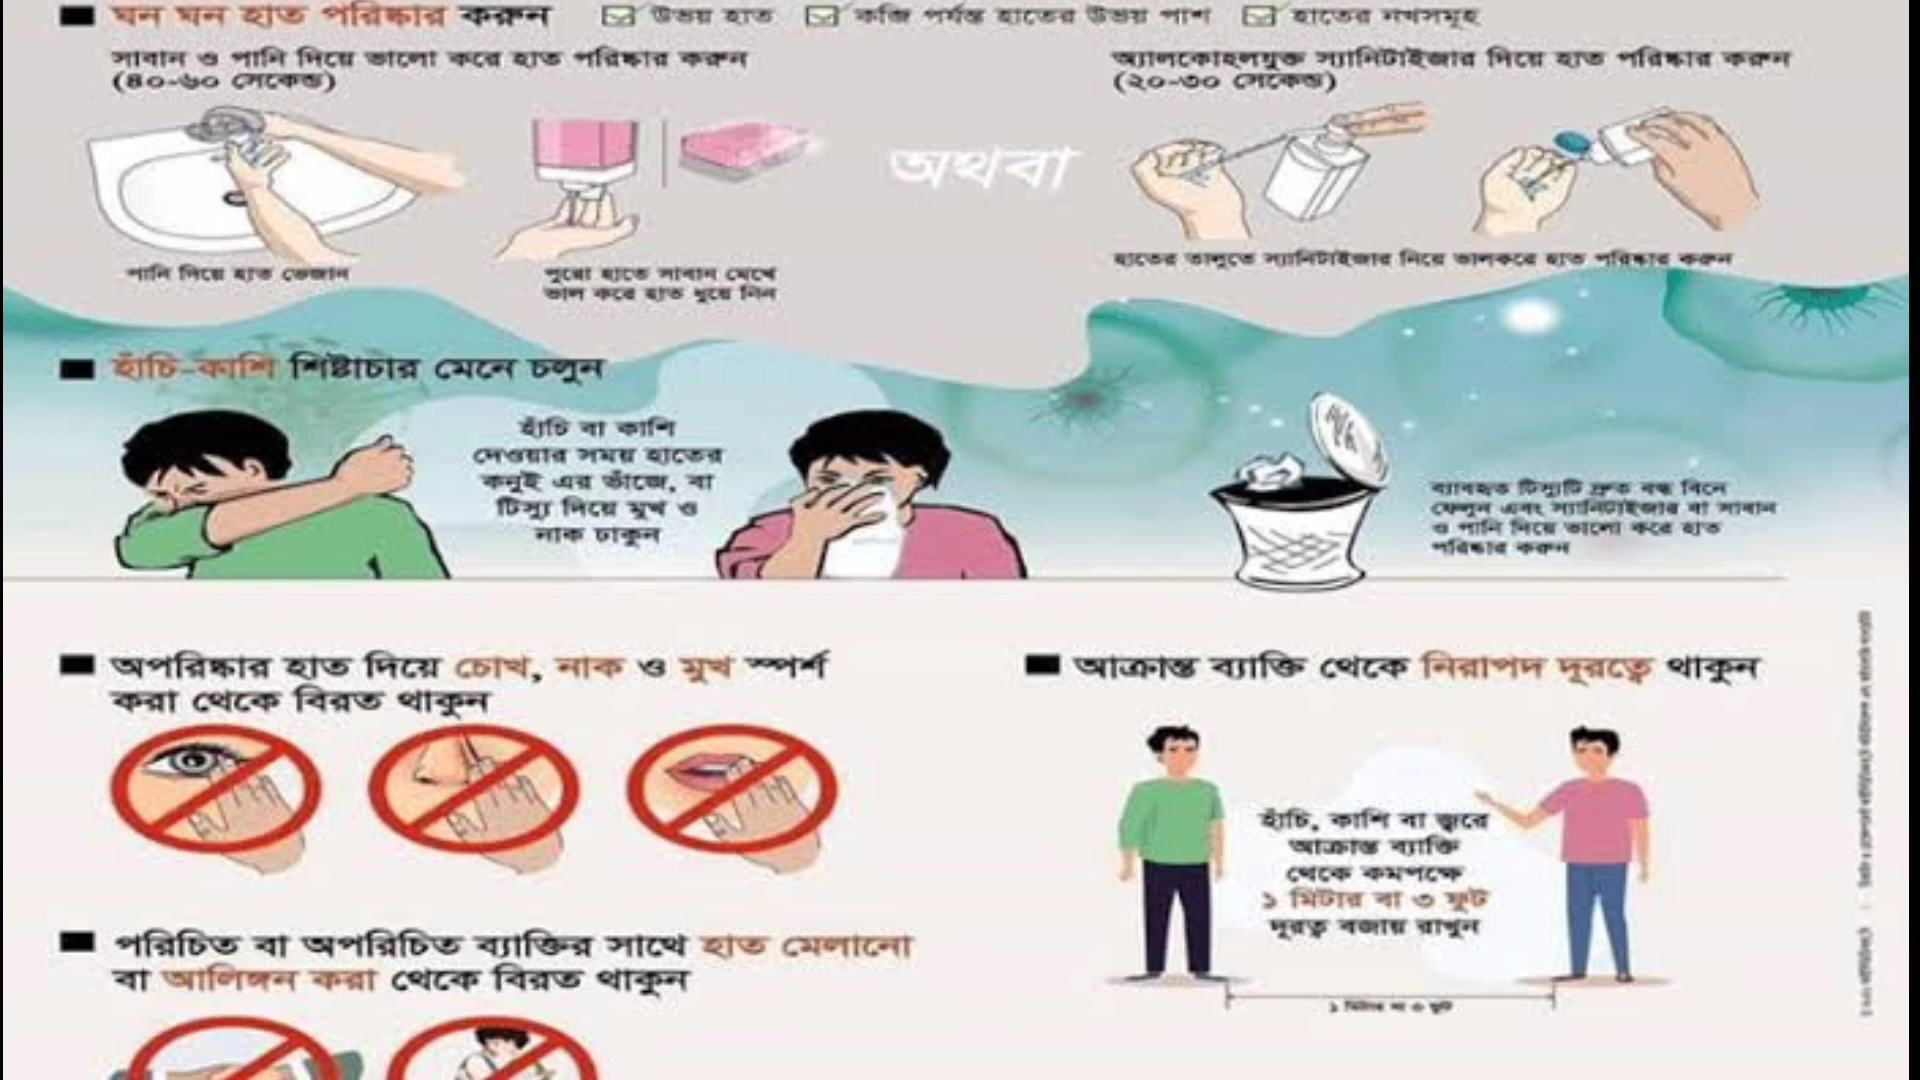 ঘন ঘন হাত পরিষ্কার করুন
উভয় হাত
কব্জি পর্যন্ত হাতের উভয় পাশ
হাতের নখসমূহ
সাবান ও পানি দিয়ে ভালো করে হাত পরিষ্কার করুন
(৪০-৬০ সেকেন্ড)
পানি দিয়ে হাত ভেজান
পুরো হাতে সাবান মেখে
ভাল করে হাত ধুয়ে নিন
অথবা
অ্যালকোহলযুক্ত স্যানিটাইজার দিয়ে হাত পরিষ্কার করুন
(২০-৩০ সেকেন্ড)
হাতের তালুতে স্যানিটাইজার নিয়ে ভালকরে হাত পরিষ্কার করুন
হাঁচি-কাশি শিষ্টাচার মেনে চলুন
হাঁচি বা কাশি
দেওয়ার সময় হাতের
কনুই এর ভাঁজে, বা
টিস্যু দিয়ে মুখ ও
নাক ঢাকুন
ব্যাবহৃত টিস্যুটি দ্রুত বদ্ধ বিনে
ফেলুন এবং স্যানিটাইজার বা সাবান
ও পানি দিয়ে ভালো করে হাত
পরিষ্কার করুন
অপরিষ্কার হাত দিয়ে চোখ, নাক ও মুখ স্পর্শ
করা থেকে বিরত থাকুন
আক্রান্ত ব্যাক্তি থেকে নিরাপদ দূরত্বে থাকুন
হাঁচি, কাশি বা জ্বরে
আক্রান্ত ব্যাক্তি
থেকে কমপক্ষে
১ মিটার বা ৩ ফুট
দূরত্ব বজায় রাখুন
১ মিটার বা ৩ ফুট
পরিচিত বা অপরিচিত ব্যাক্তির সাথে হাত মেলানো
বা আলিঙ্গন করা থেকে বিরত থাকুন